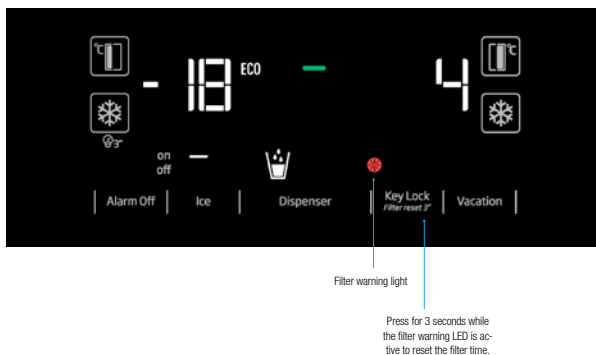 °C
°C
- 18
ECO
4
3"
on
off
Alarm Off
Ice
Dispenser
Key Lock
Filter reset 3"
Vacation
Filter warning light
Press for 3 seconds while
the filter warning LED is ac-
tive to reset the filter time.